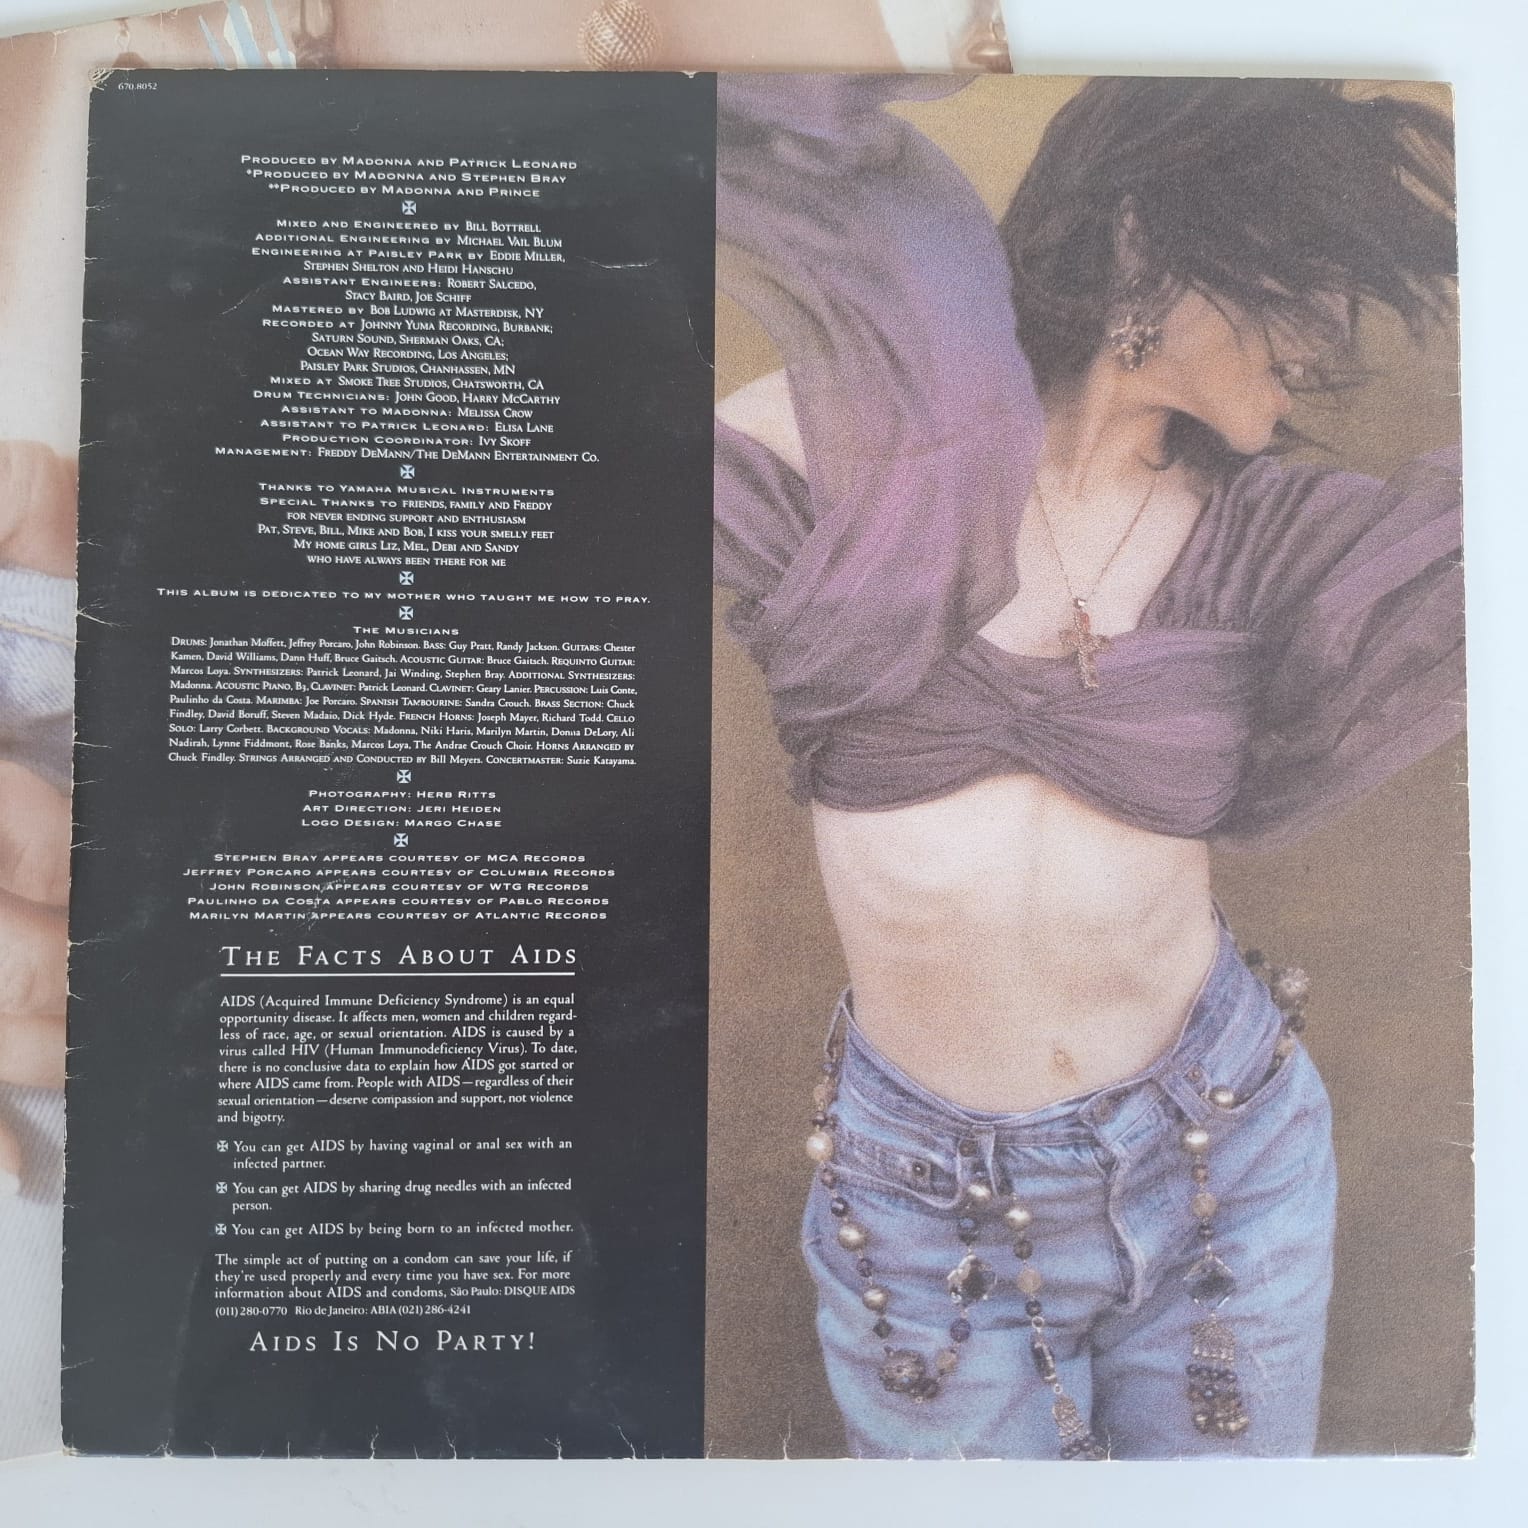 670.8052
PRODUCED BY MADONNA AND PATRICK LEONARD
*PRODUCED BY MADONNA AND STEPHEN BRAY
**PRODUCED BY MADONNA AND PRINCE
MIXED AND ENGINEERED BY BILL BOTTRELL
ADDITIONAL ENGINEERING BY MICHAEL VAIL BLUM
ENGINEERING AT PAISLEY PARK BY EDDIE MILLER,
STEPHEN SHELTON AND HEIDI HANSCHU
ASSISTANT ENGINEERS: ROBERT SALCEDO,
STACY BAIRD, JOE SCHIFF
MASTERED BY BOB LUDWIG AT MASTERDISK, NY
RECORDED AT JOHNNY YUMA RECORDING, BURBANK;
SATURN SOUND, SHERMAN OAKS, CA;
OCEAN WAY RECORDING, LOS ANGELES;
PAISLEY PARK STUDIOS, CHANHASSEN, MN
MIXED AT SMOKE TREE STUDIOS, CHATSWORTH, CA
DRUM TECHNICIANS: JOHN GOOD, HARRY MCCARTHY
ASSISTANT TO MADONNA: MELISSA CROW
ASSISTANT TO PATRICK LEONARD: ELISA LANE
PRODUCTION COORDINATOR: IVY SKOFF
MANAGEMENT: FREDDY DEMANN/THE DEMANN ENTERTAINMENT CO.
THANKS TO YAMAHA MUSICAL INSTRUMENTS
SPECIAL THANKS TO FRIENDS, FAMILY AND FREDDY
FOR NEVER ENDING SUPPORT AND ENTHUSIASM
PAT, STEVE, BILL, MIKE AND BOB, I KISS YOUR SMELLY FEET
MY HOME GIRLS LIZ, MEL, DEBI AND SANDY
WHO HAVE ALWAYS BEEN THERE FOR ME
THIS ALBUM IS DEDICATED TO MY MOTHER WHO TAUGHT ME HOW TO PRAY.
THE MUSICIANS
DRUMS: Jonathan Moffett, Jeffrey Porcaro, John Robinson. BASS: Guy Pratt, Randy Jackson. GUITARS: Chester
Kamen, David Williams, Dann Huff, Bruce Gaitsch. ACOUSTIC GUITAR: Bruce Gaitsch. REQUINTO GUITAR:
Marcos Loya. SYNTHESIZERS: Patrick Leonard, Jai Winding, Stephen Bray. ADDITIONAL SYNTHESIZERS:
Madonna. ACOUSTIC PIANO, B3, CLAVINET: Patrick Leonard. CLAVINET: Geary Lanier. PERCUSSION: Luis Conte,
Paulinho da Costa. MARIMBA: Joe Porcaro. SPANISH TAMBOURINE: Sandra Crouch. BRASS SECTION: Chuck
Findley, David Boruff, Steven Madaio, Dick Hyde. FRENCH HORNS: Joseph Mayer, Richard Todd. CELLO
SOLO: Larry Corbett. BACKGROUND VOCALS: Madonna, Niki Haris, Marilyn Martin, Donna DeLory, Ali
Nadirah, Lynne Fiddmont, Rose Banks, Marcos Loya, The Andrae Crouch Choir. HORNS ARRANGED BY
Chuck Findley. STRINGS ARRANGED AND CONDUCTED BY Bill Meyers. CONCERTMASTER: Suzie Katayama.
PHOTOGRAPHY: HERB RITTS
ART DIRECTION: JERI HEIDEN
LOGO DESIGN: MARGO CHASE
STEPHEN BRAY APPEARS COURTESY OF MCA RECORDS
JEFFREY PORCARO APPEARS COURTESY OF COLUMBIA RECORDS
JOHN ROBINSON APPEARS COURTESY OF WTG RECORDS
PAULINHO DA COSTA APPEARS COURTESY OF PABLO RECORDS
MARILYN MARTIN APPEARS COURTESY OF ATLANTIC RECORDS
THE FACTS ABOUT AIDS
AIDS (Acquired Immune Deficiency Syndrome) is an equal
opportunity disease. It affects men, women and children regard-
less of race, age, or sexual orientation. AIDS is caused by a
virus called HIV (Human Immunodeficiency Virus). To date,
there is no conclusive data to explain how AIDS got started or
where AIDS came from. People with AIDS—regardless of their
sexual orientation—deserve compassion and support, not violence
and bigotry.
✠ You can get AIDS by having vaginal or anal sex with an
infected partner.
✠ You can get AIDS by sharing drug needles with an infected
person.
✠ You can get AIDS by being born to an infected mother.
The simple act of putting on a condom can save your life, if
they're used properly and every time you have sex. For more
information about AIDS and condoms, São Paulo: DISQUE AIDS
(011) 280-0770 Rio de Janeiro: ABIA (021) 286-4241
AIDS IS NO PARTY!